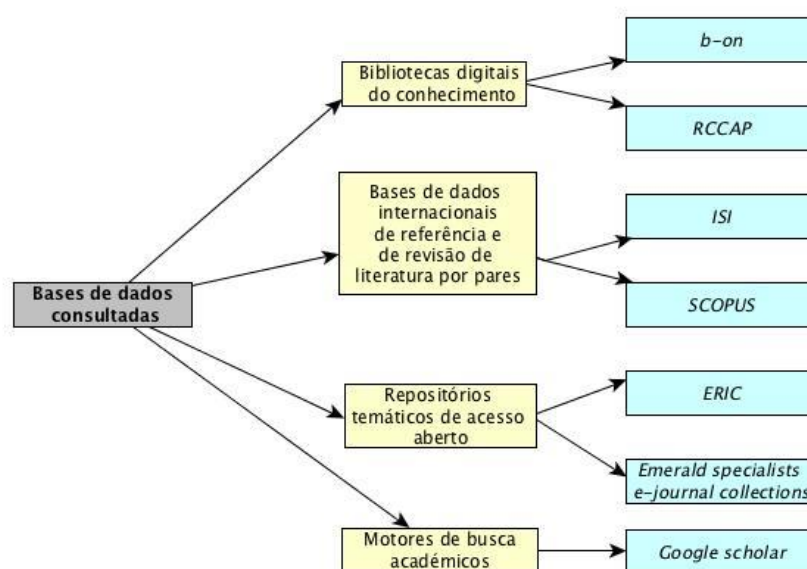 Bases de dados
consultadas
Bibliotecas digitais
do conhecimento
b-on
RCCAP
Bases de dados
internacionais
de referência e
de revisão de
literatura por pares
ISI
SCOPUS
Repositórios
temáticos de acesso
aberto
ERIC
Emerald specialists
e-journal collections
Motores de busca
académicos
Google scholar